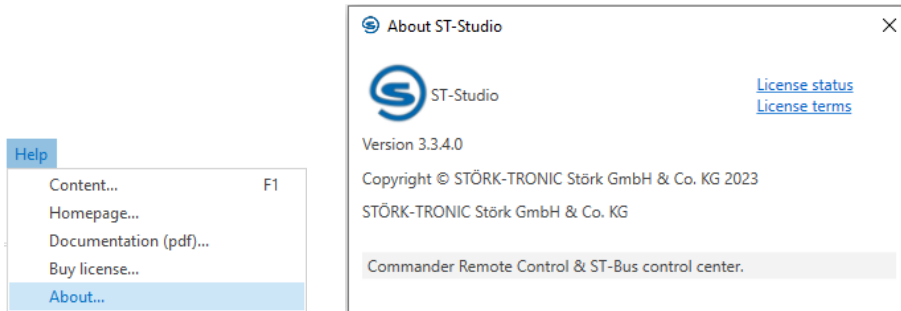 Help
Content... F1
Homepage...
Documentation (pdf)...
Buy license...
About...
About ST-Studio
ST-Studio
License status
License terms
Version 3.3.4.0
Copyright © STÖRK-TRONIC Störk GmbH & Co. KG 2023
STÖRK-TRONIC Störk GmbH & Co. KG
Commander Remote Control & ST-Bus control center.